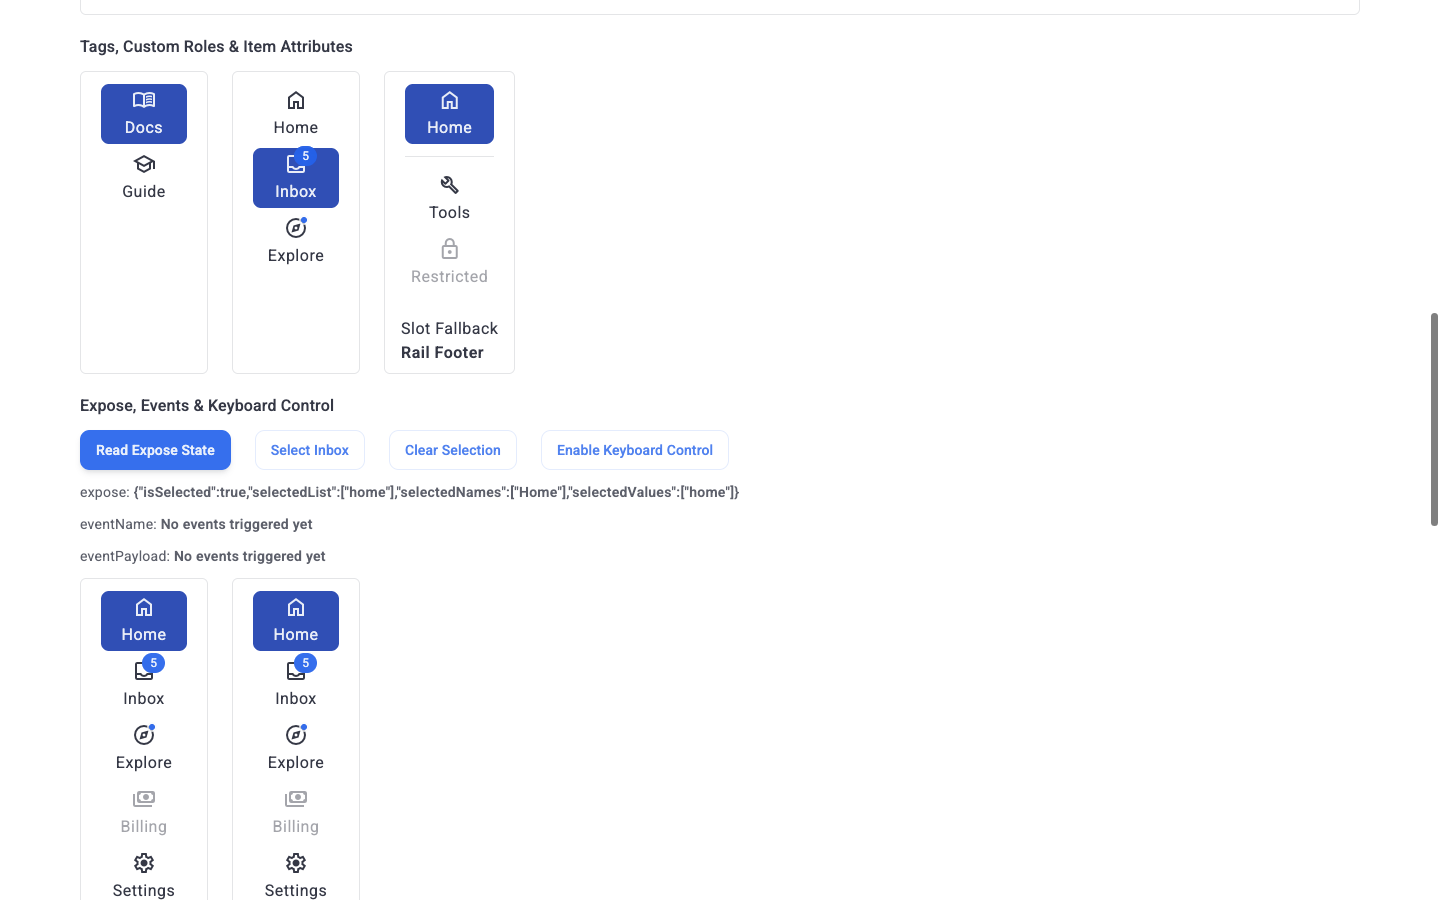 Tags, Custom Roles & Item Attributes
Docs
Guide
Home
5
Inbox
Explore
Home
Tools
Restricted
Slot Fallback
Rail Footer
Expose, Events & Keyboard Control
Read Expose State
Select Inbox
Clear Selection
Enable Keyboard Control
expose: {"isSelected":true,"selectedList":["home"],"selectedNames":["Home"],"selectedValues":["home"]}
eventName: No events triggered yet
eventPayload: No events triggered yet
Home
5
Inbox
Explore
Billing
Settings
Home
5
Inbox
Explore
Billing
Settings